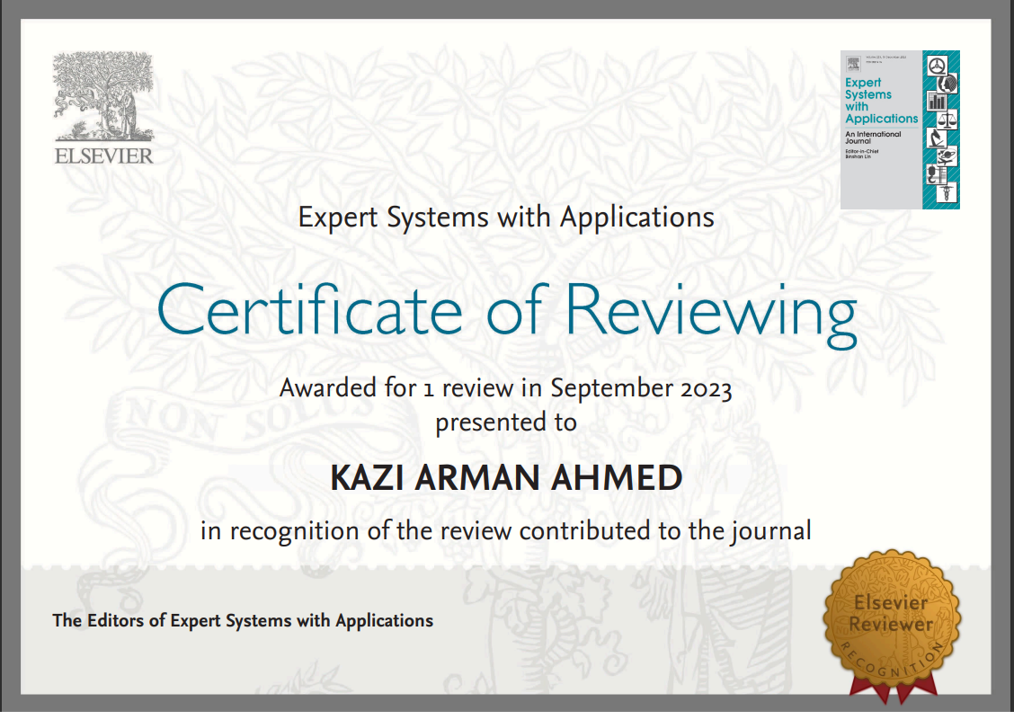 ELSEVIER
Expert
Systems
with
Applications
An International
Journal
Editor-in-Chief
Binshan Lin
Expert Systems with Applications
Certificate of Reviewing
Awarded for 1 review in September 2023
presented to
KAZI ARMAN AHMED
in recognition of the review contributed to the journal
NON SOLUS
The Editors of Expert Systems with Applications
Elsevier
Reviewer
RECOGNITION